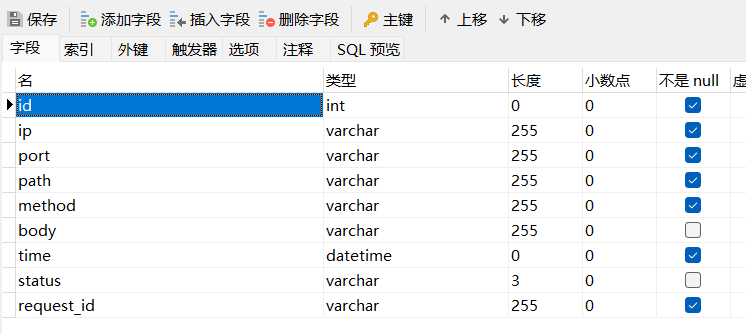 保存 添加字段 插入字段 删除字段 主键 上移 下移
字段 索引 外键 触发器 选项 注释 SQL 预览
名 类型 长度 小数点 不是 null 虚
id int 0 0
ip varchar 255 0
port varchar 255 0
path varchar 255 0
method varchar 255 0
body varchar 255 0
time datetime 0 0
status varchar 3 0
request_id varchar 255 0